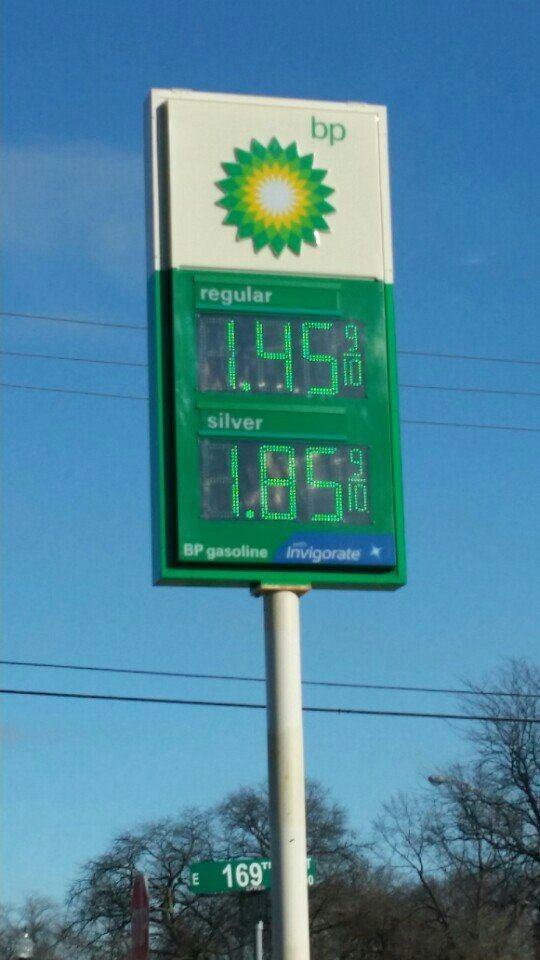 bp
regular
1.45 9/10
silver
1.85 9/10
BP gasoline with Invigorate
E 169TH